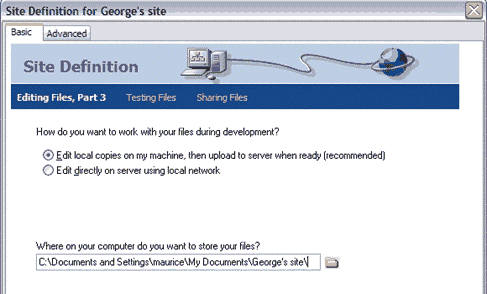 Site Definition for George's site
Basic
Advanced
Site Definition
Editing Files, Part 3
Testing Files
Sharing Files
How do you want to work with your files during development?
Edit local copies on my machine, then upload to server when ready (recommended)
Edit directly on server using local network
Where on your computer do you want to store your files?
C:\Documents and Settings\maurice\My Documents\George's site\